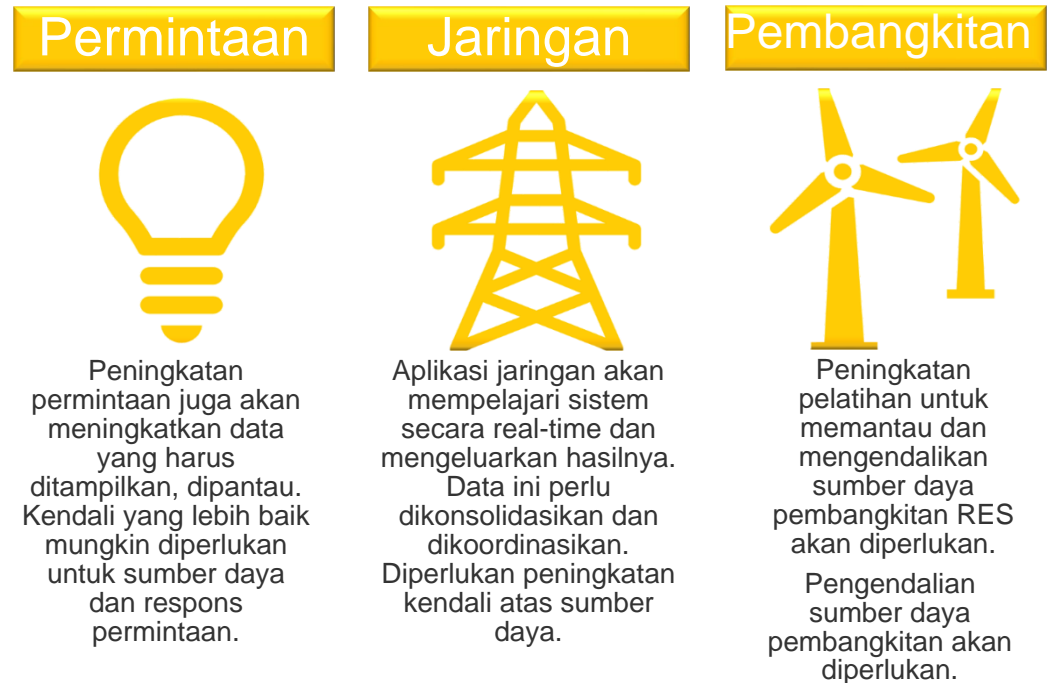 Permintaan
Peningkatan
permintaan juga akan
meningkatkan data
yang harus
ditampilkan, dipantau.
Kendali yang lebih baik
mungkin diperlukan
untuk sumber daya
dan respons
permintaan.
Jaringan
Aplikasi jaringan akan
mempelajari sistem
secara real-time dan
mengeluarkan hasilnya.
Data ini perlu
dikonsolidasikan dan
dikoordinasikan.
Diperlukan peningkatan
kendali atas sumber
daya.
Pembangkitan
Peningkatan
pelatihan untuk
memantau dan
mengendalikan
sumber daya
pembangkitan RES
akan diperlukan.
Pengendalian
sumber daya
pembangkitan akan
diperlukan.